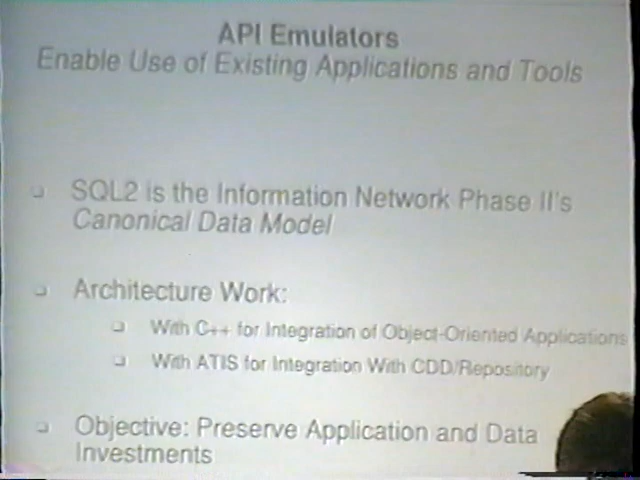 API Emulators
Enable Use of Existing Applications and Tools
SQL2 is the Information Network Phase II's
Canonical Data Model
Architecture Work:
With C++ for Integration of Object-Oriented Applications
With ATIS for Integration With CDD/Repository
Objective: Preserve Application and Data
Investments